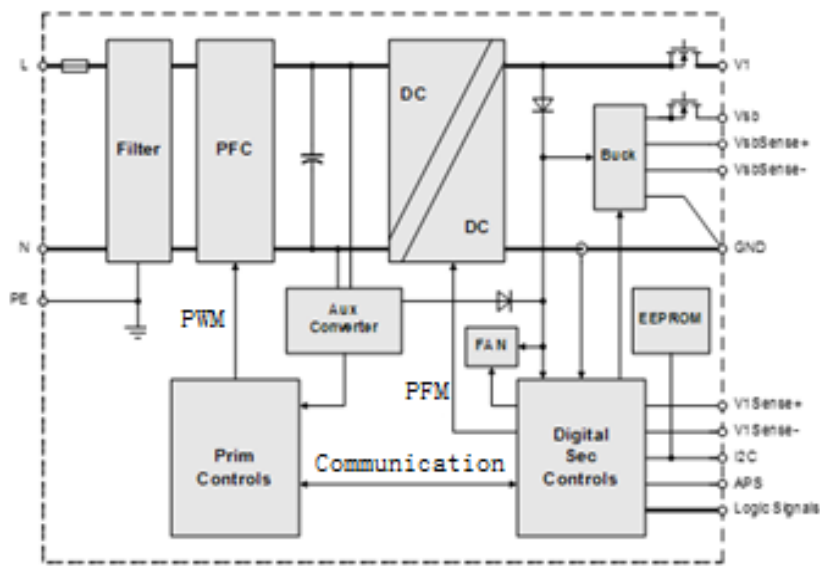 L
N
PE
Filter
PFC
DC
DC
Buck
V1
Vsb
VsbSense+
VsbSense-
GND
PWM
Aux
Converter
PFM
FAN
EEPROM
Prim
Controls
Communication
Digital
Sec
Controls
V1Sense+
V1Sense-
I2C
APS
Logic Signals